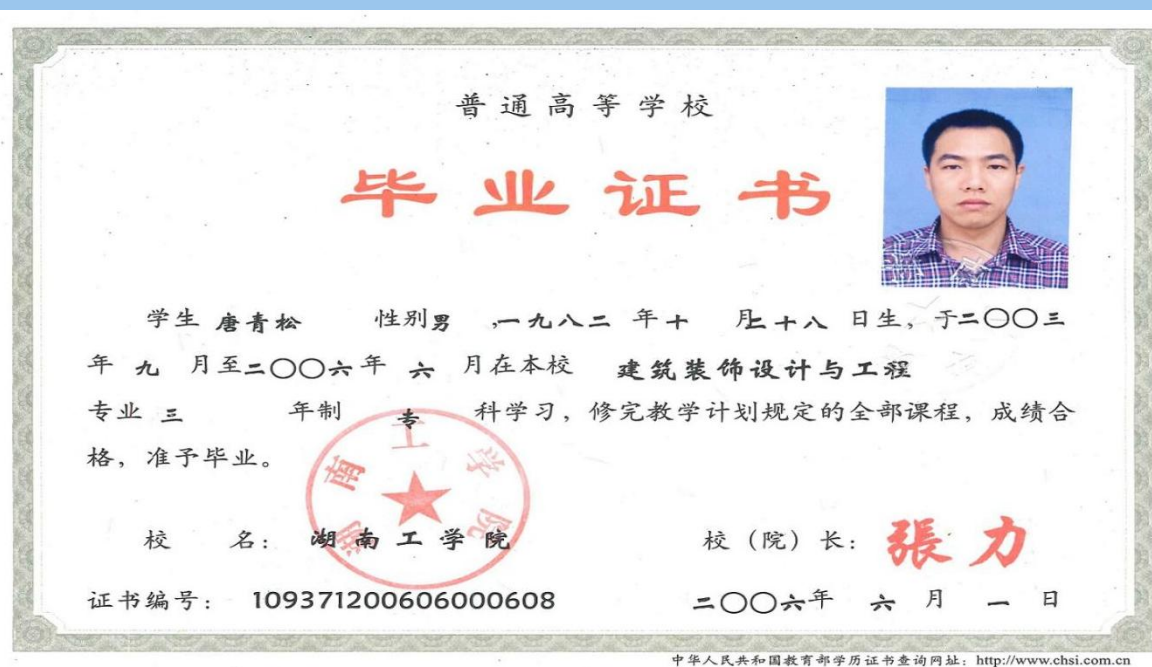 普通高等学校
毕业证书
学生 唐青松 性别男 ,一九八二 年十 月二十八 日生，于二〇〇三
年 九 月至二〇〇六年 六 月在本校 建筑装饰设计与工程
专业 三 年制 专 科学习，修完教学计划规定的全部课程，成绩合
格，准予毕业。
湖南工学院
校 名： 湖南工学院 校（院）长： 張力
证书编号： 109371200606000608 二〇〇六年 六 月 一 日
中华人民共和国教育部学历证书查询网址：http://www.chsi.com.cn